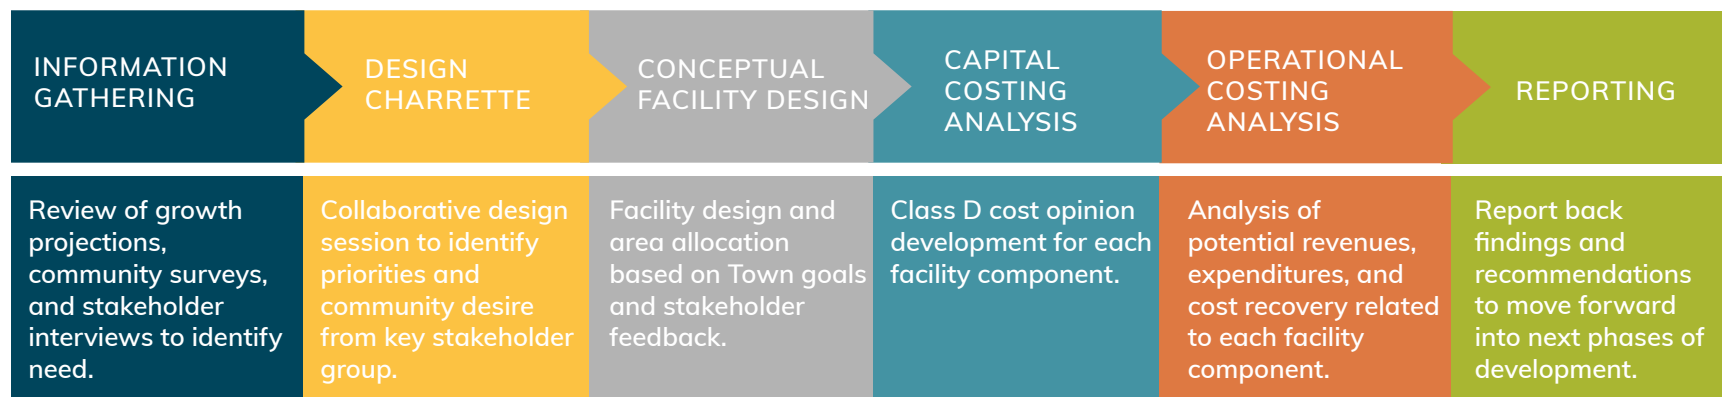 INFORMATION
GATHERING
DESIGN
CHARRETTE
CONCEPTUAL
FACILITY DESIGN
CAPITAL
COSTING
ANALYSIS
OPERATIONAL
COSTING
ANALYSIS
REPORTING
Review of growth
projections,
community surveys,
and stakeholder
interviews to identify
need.
Collaborative design
session to identify
priorities and
community desire
from key stakeholder
group.
Facility design and
area allocation
based on Town goals
and stakeholder
feedback.
Class D cost opinion
development for each
facility component.
Analysis of
potential revenues,
expenditures, and
cost recovery related
to each facility
component.
Report back
findings and
recommendations
to move forward
into next phases of
development.